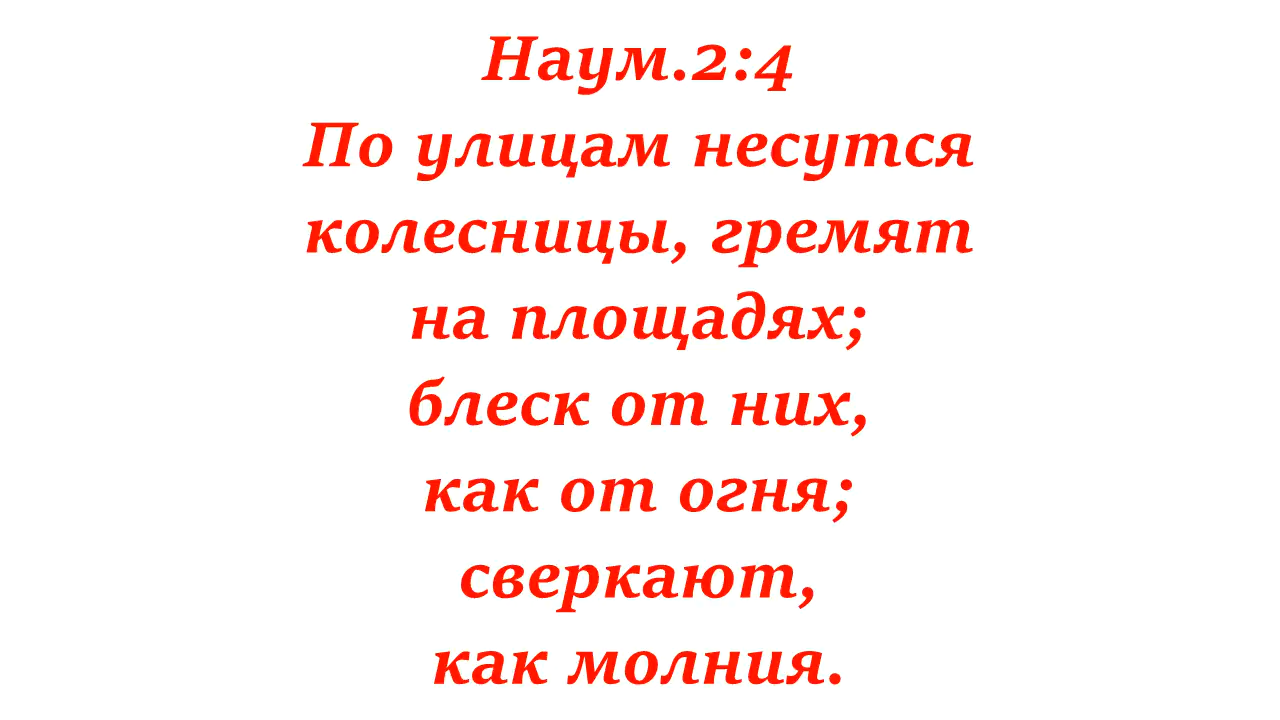 Наум.2:4
По улицам несутся
колесницы, гремят
на площадях;
блеск от них,
как от огня;
сверкают,
как молния.